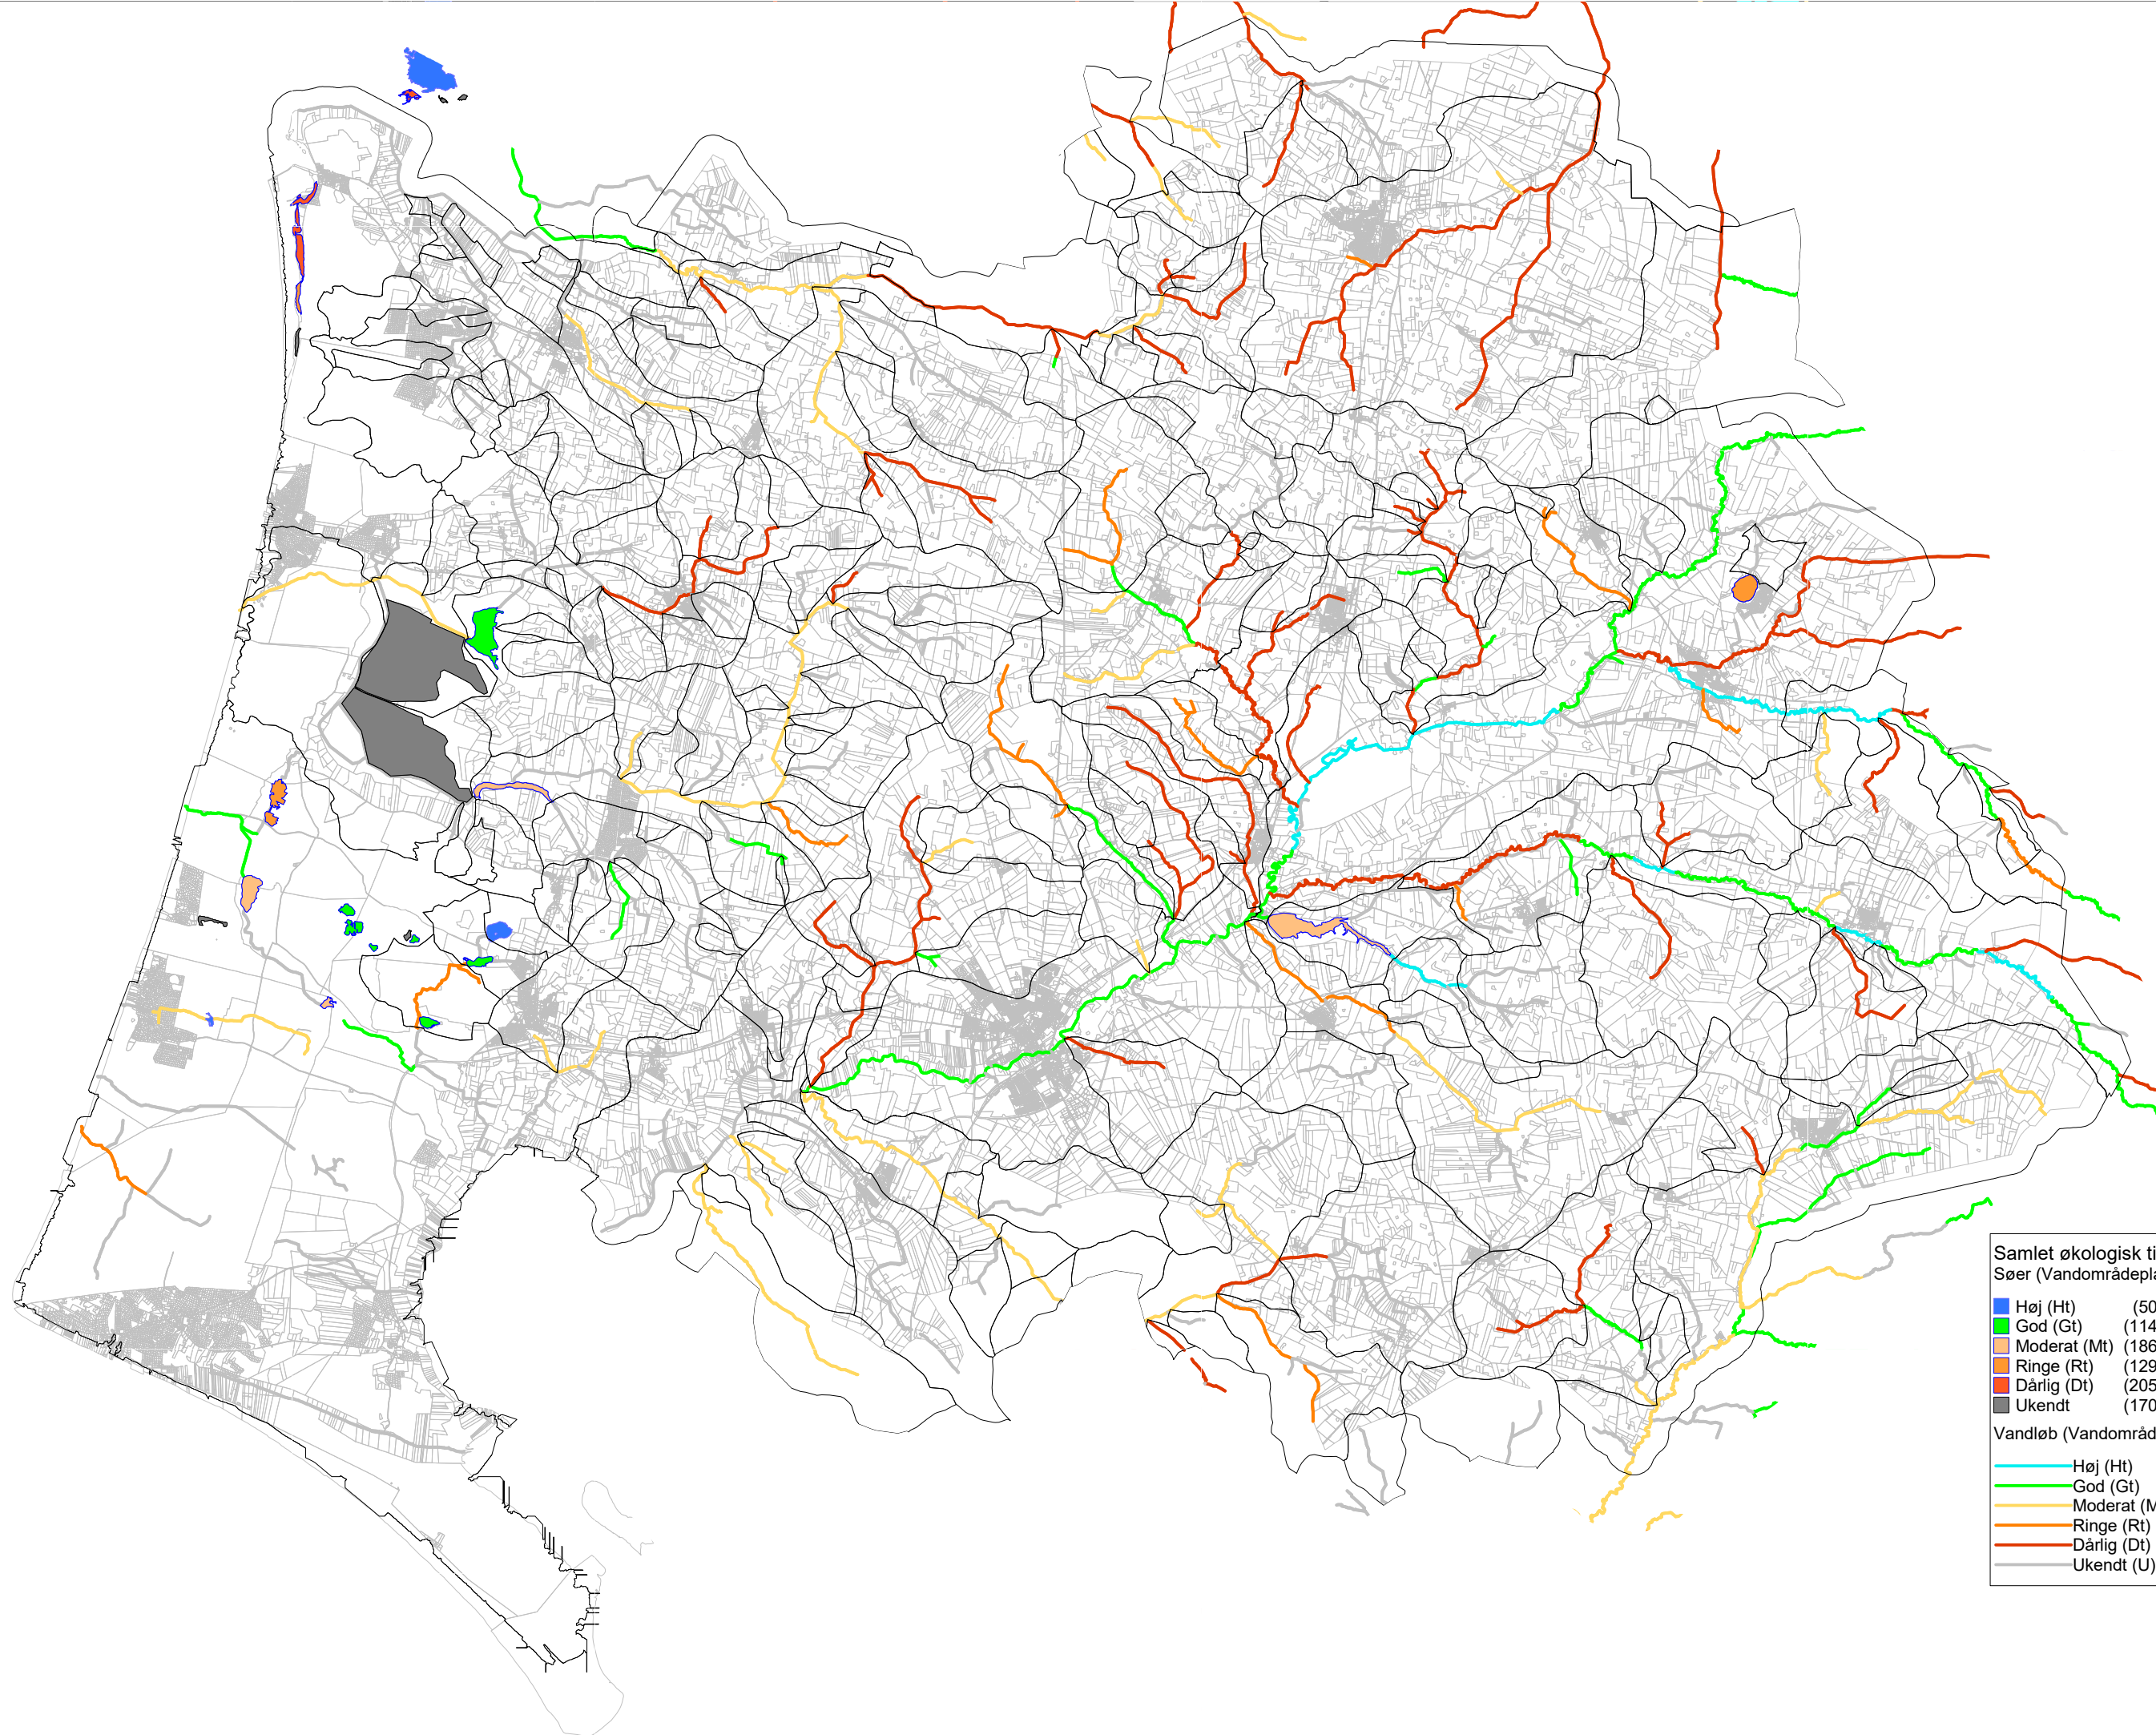 Samlet økologisk ti
Søer (Vandområdepla
Høj (Ht) (50
God (Gt) (114
Moderat (Mt) (186
Ringe (Rt) (129
Dårlig (Dt) (205
Ukendt (170
Vandløb (Vandområd
Høj (Ht)
God (Gt)
Moderat (M
Ringe (Rt)
Dårlig (Dt)
Ukendt (U)